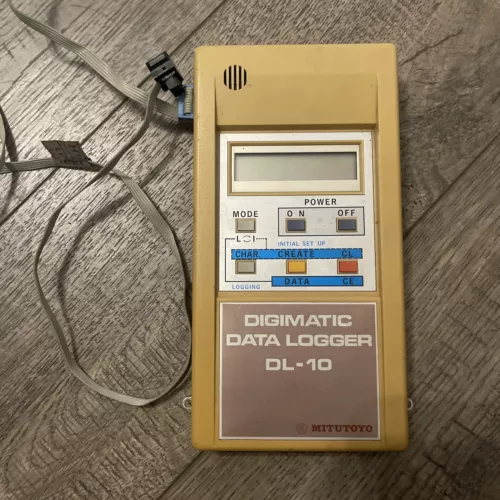 POWER
MODE ON OFF
INITIAL SET UP
CHAR. CREATE CL
LOGGING DATA CE
DIGIMATIC
DATA LOGGER
DL-10
MITUTOYO